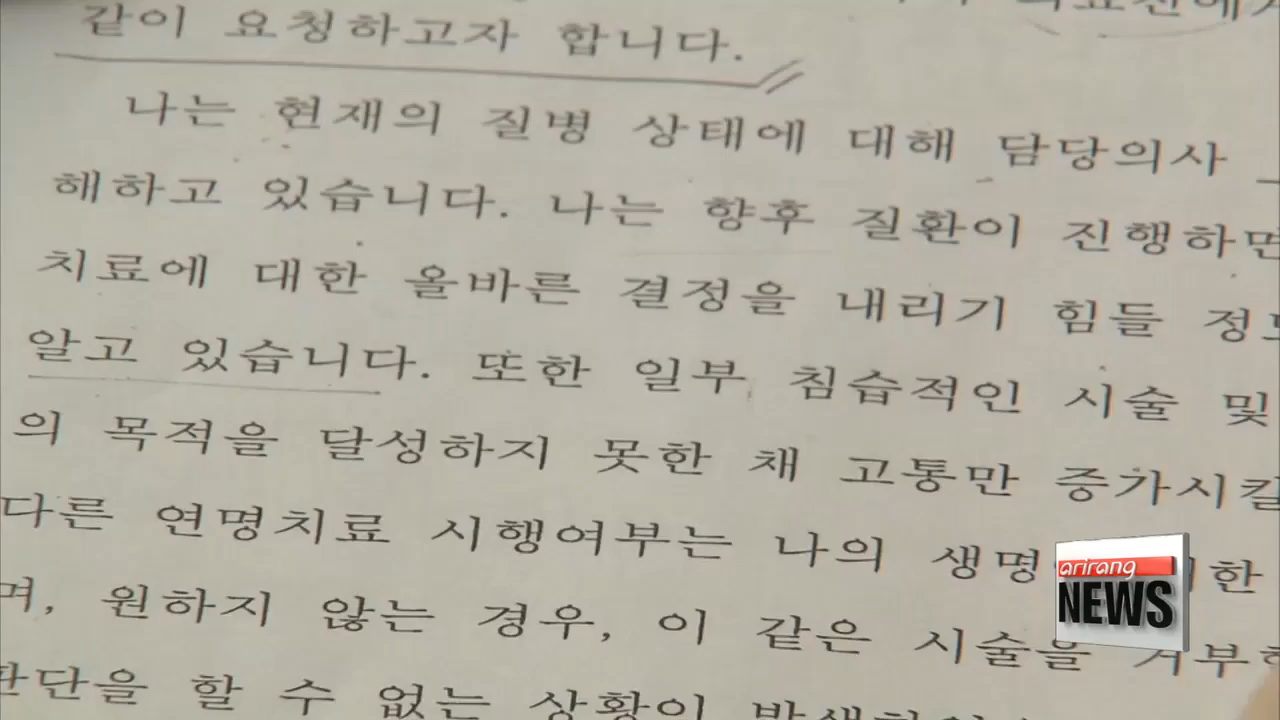 같이 요청하고자 합니다.
나는 현재의 질병 상태에 대해 담당의사
해하고 있습니다. 나는 향후 질환이 진행하면
치료에 대한 올바른 결정을 내리기 힘들
알고 있습니다. 또한 일부 침습적인 시술 및
의 목적을 달성하지 못한 채 고통만 증가시킬
다른 연명치료 시행여부는 나의 생명
며, 원하지 않는 경우, 이 같은 시술을 거부
판단을 할 수 없는 상황이
arirang
NEWS